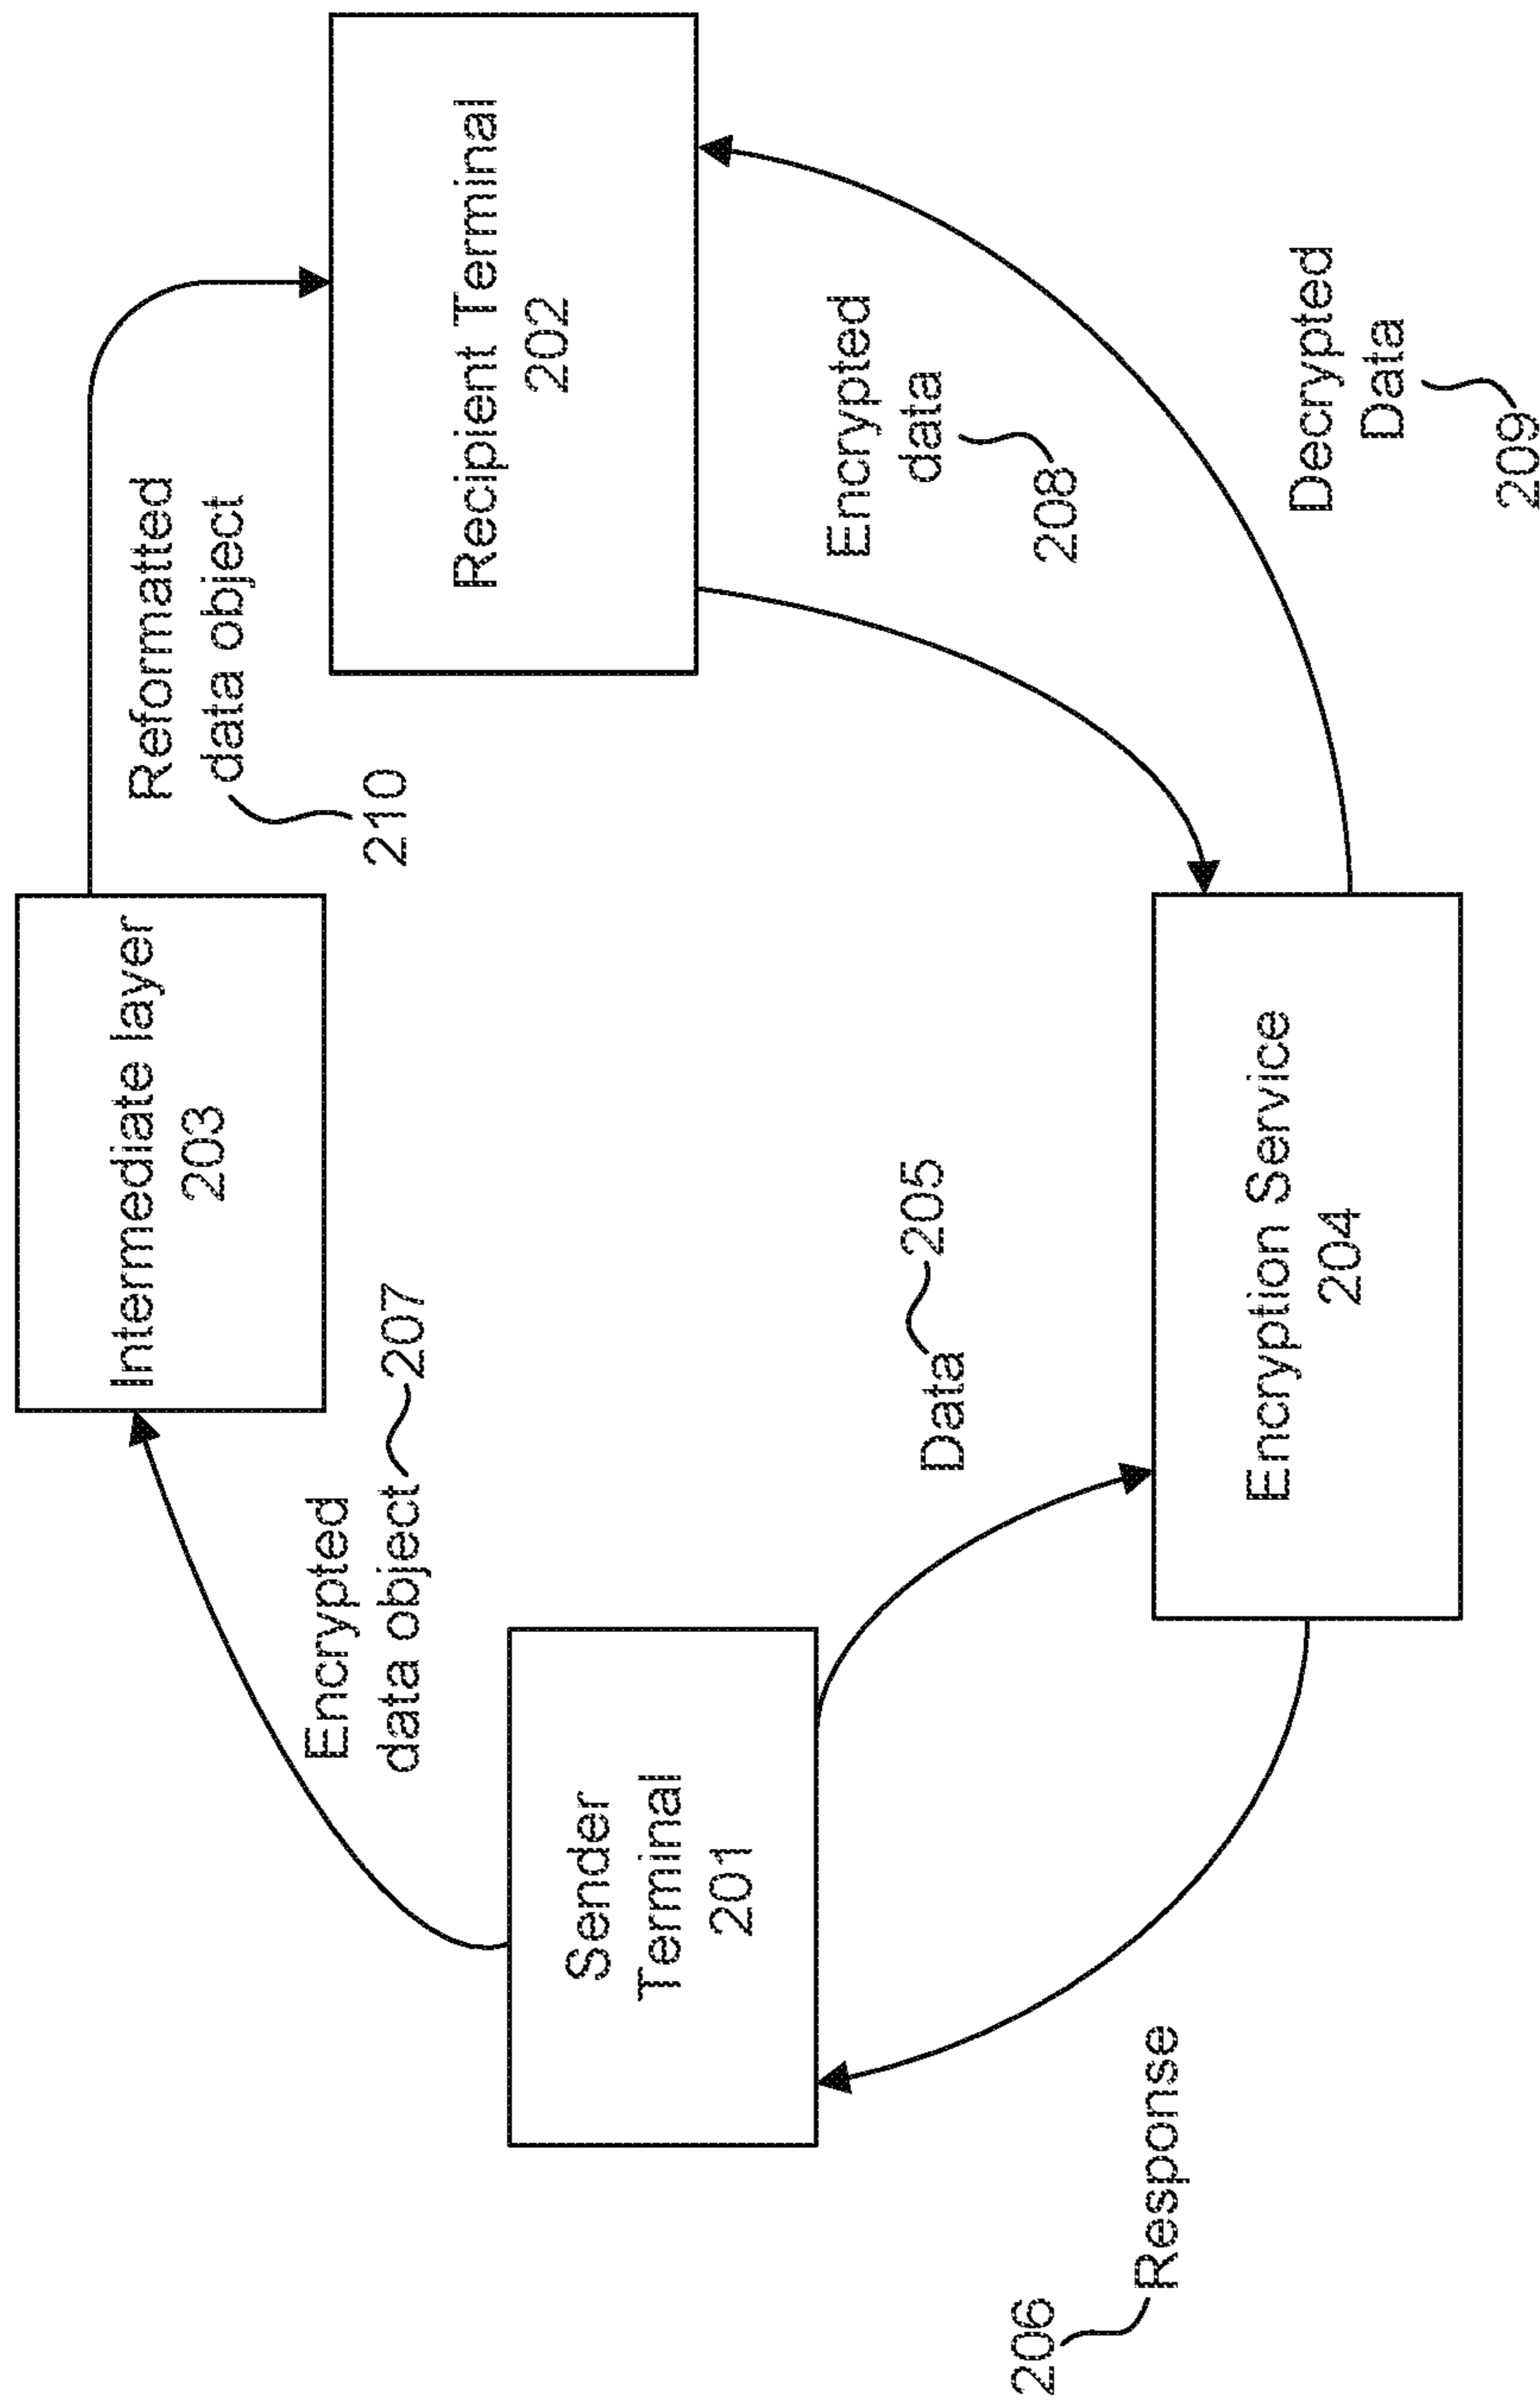 Intermediate layer
203
Reformatted
data object
210
Encrypted
data object
207
Sender
Terminal
201
Recipient Terminal
202
Data
205
Encrypted
data
208
206
Response
Encryption Service
204
Decrypted
Data
209